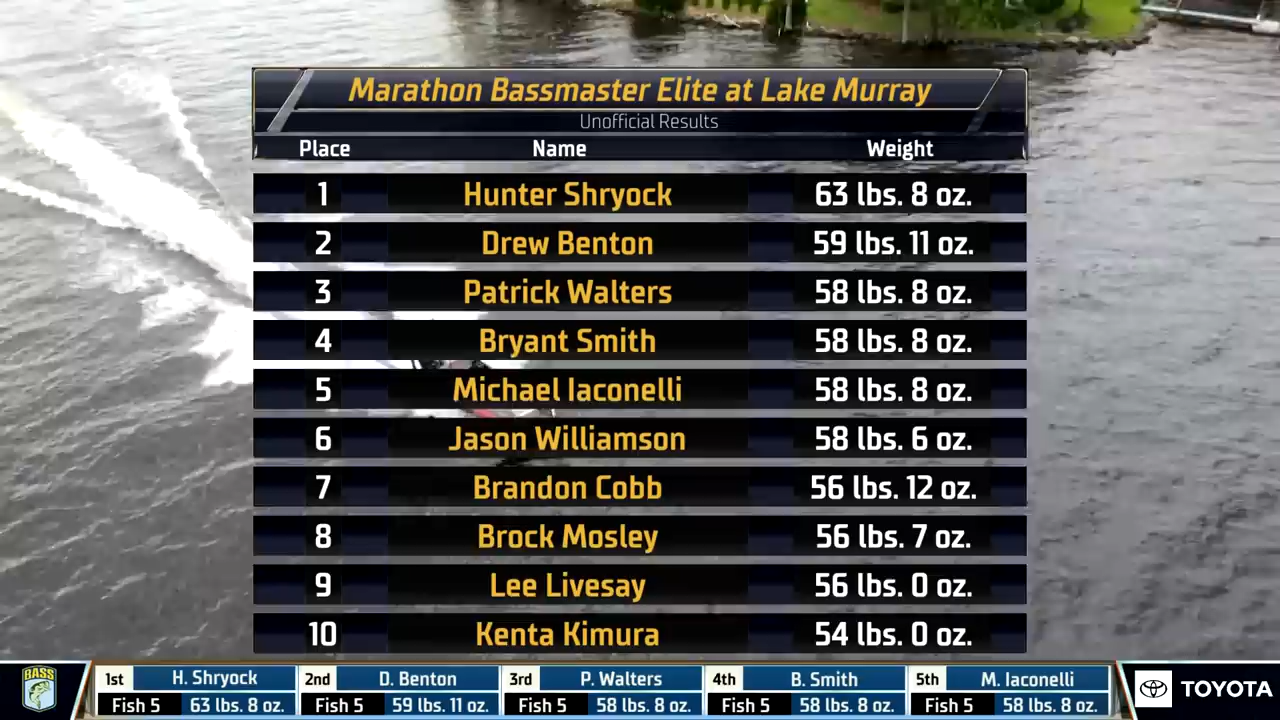 Marathon Bassmaster Elite at Lake Murray
Unofficial Results
Place Name Weight
1 Hunter Shryock 63 lbs. 8 oz.
2 Drew Benton 59 lbs. 11 oz.
3 Patrick Walters 58 lbs. 8 oz.
4 Bryant Smith 58 lbs. 8 oz.
5 Michael Iaconelli 58 lbs. 8 oz.
6 Jason Williamson 58 lbs. 6 oz.
7 Brandon Cobb 56 lbs. 12 oz.
8 Brock Mosley 56 lbs. 7 oz.
9 Lee Livesay 56 lbs. 0 oz.
10 Kenta Kimura 54 lbs. 0 oz.
BASS
1st H. Shryock 2nd D. Benton 3rd P. Walters 4th B. Smith 5th M. Iaconelli
Fish 5 63 lbs. 8 oz. Fish 5 59 lbs. 11 oz. Fish 5 58 lbs. 8 oz. Fish 5 58 lbs. 8 oz. Fish 5 58 lbs. 8 oz.
TOYOTA